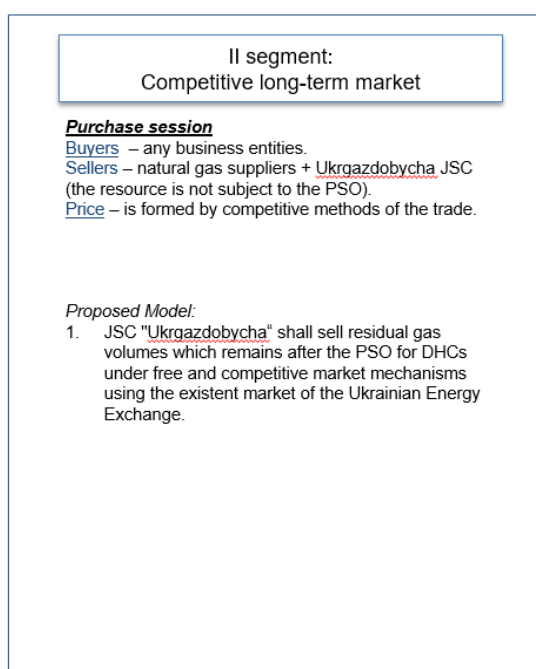 II segment:
Competitive long-term market
Purchase session
Buyers – any business entities.
Sellers – natural gas suppliers + Ukrgazdobycha JSC
(the resource is not subject to the PSO).
Price – is formed by competitive methods of the trade.
Proposed Model:
1. JSC "Ukrgazdobycha“ shall sell residual gas
volumes which remains after the PSO for DHCs
under free and competitive market mechanisms
using the existent market of the Ukrainian Energy
Exchange.